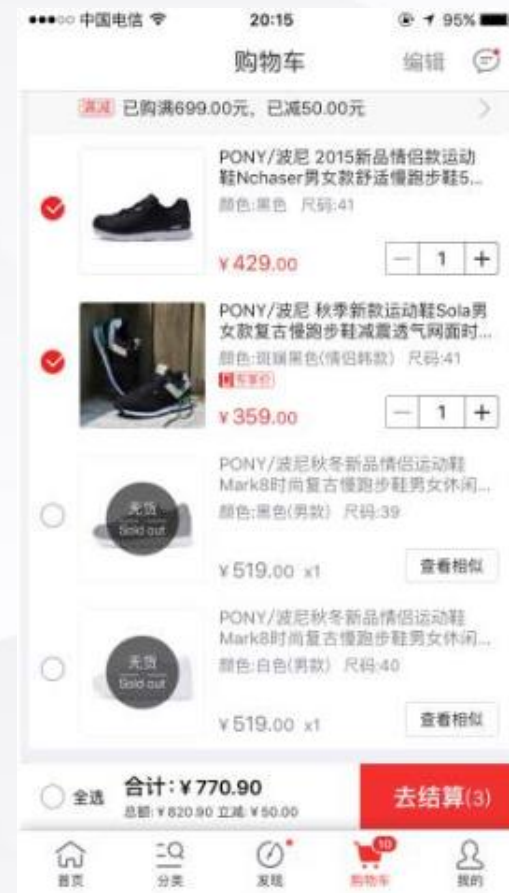 中国电信 20:15 95%
购物车 编辑
满减 已购满699.00元，已减50.00元
PONY/波尼 2015新品情侣款运动
鞋Nchaser男女款舒适慢跑步鞋5...
颜色:黑色 尺码:41
¥429.00 — 1 +
PONY/波尼 秋季新款运动鞋Sola男
女款复古慢跑步鞋减震透气网面时...
颜色:斑斓黑色(情侣韩款) 尺码:41
专享价
¥359.00 — 1 +
PONY/波尼秋冬新品情侣运动鞋
Mark8时尚复古慢跑步鞋男女休闲...
无货
颜色:黑色(男款) 尺码:39
Sold out
¥519.00 x1 查看相似
PONY/波尼秋冬新品情侣运动鞋
Mark8时尚复古慢跑步鞋男女休闲...
无货
颜色:白色(男款) 尺码:40
Sold out
¥519.00 x1 查看相似
全选 合计:¥770.90 去结算(3)
总额:¥820.90 立减:¥50.00
10
首页 分类 发现 购物车 我的